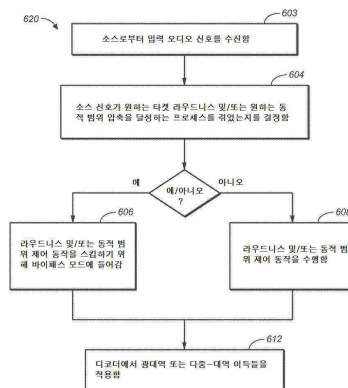 620
603
소스로부터 입력 오디오 신호를 수신함
604
소스 신호가 원하는 타겟 라우드니스 및/또는 원하는 동
적 범위 압축을 달성하는 프로세스를 겪었는지를 결정함
예
예/아니오
?
아니오
606
라우드니스 및/또는 동적 범
위 제어 동작을 스킵하기 위
해 바이패스 모드에 들어감
608
라우드니스 및/또는 동적 범
위 제어 동작을 수행함
612
디코더에서 광대역 또는 다중-대역 이득들을
적용함